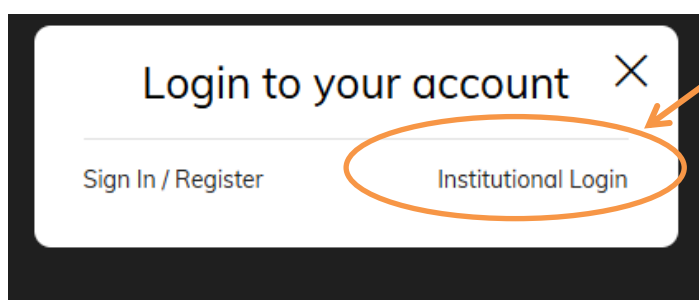 Login to your account
Sign In / Register
Institutional Login